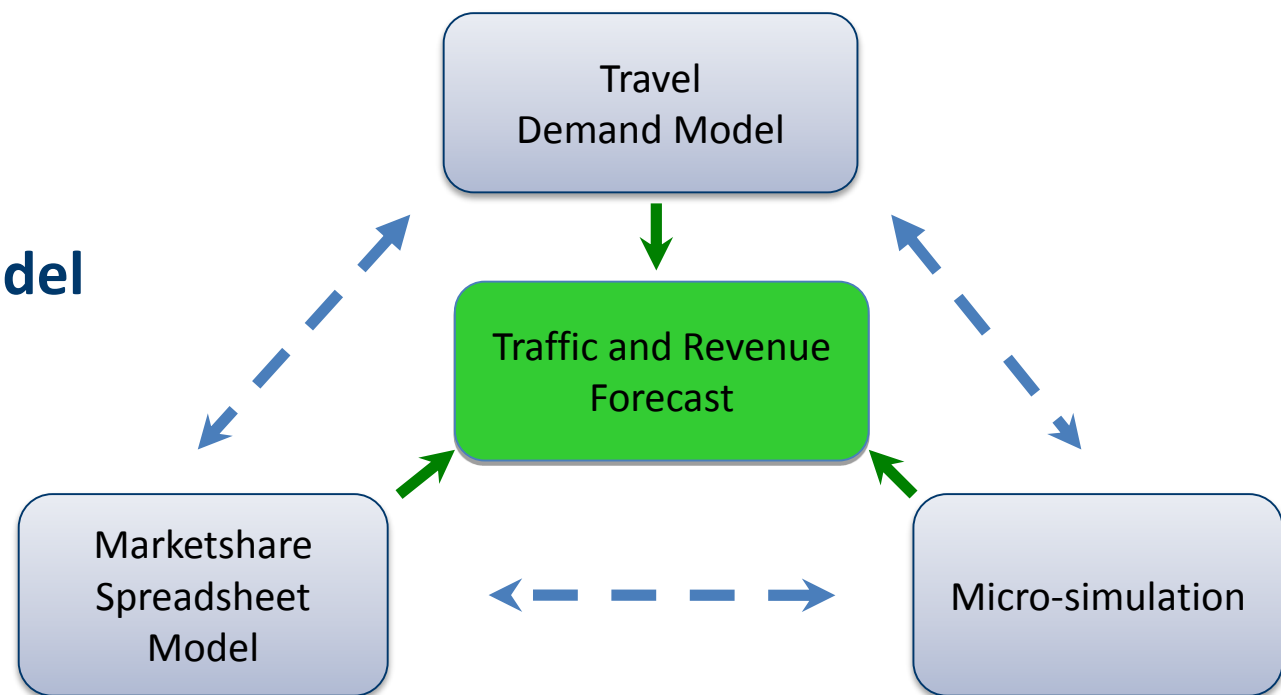 Travel
Demand Model
del
Traffic and Revenue
Forecast
Marketshare
Spreadsheet
Model
Micro-simulation